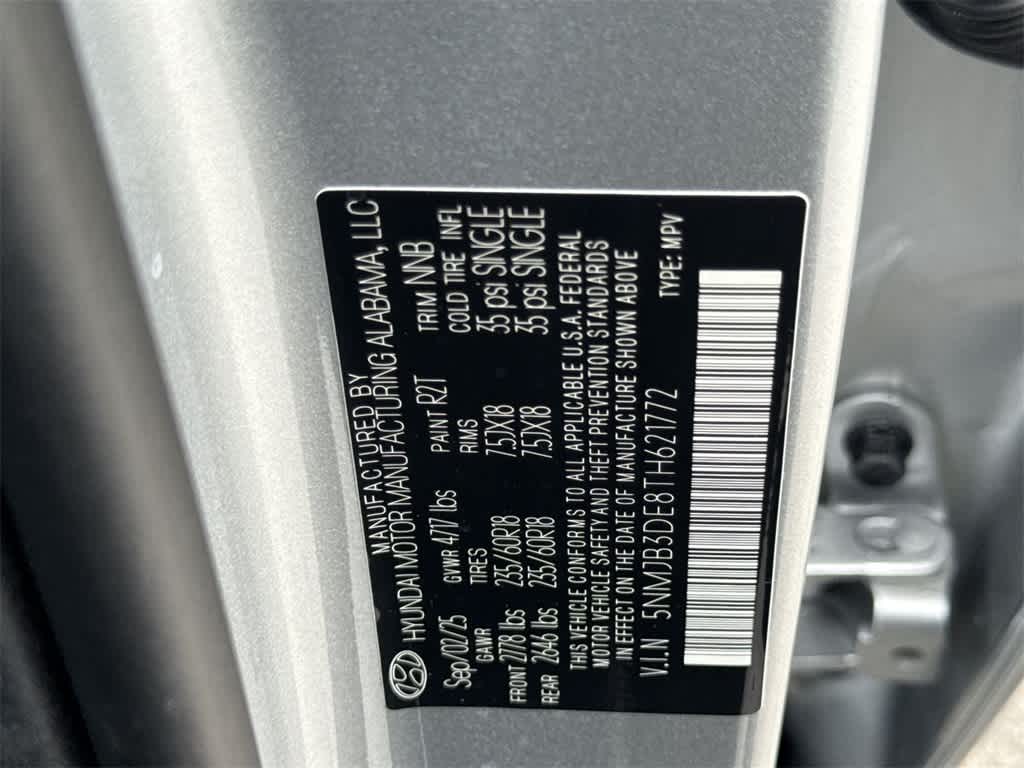 MANUFACTURED BY
HYUNDAI MOTOR MANUFACTURING ALABAMA, LLC
Sep/02/25 GVWR 4717 lbs PAINT R2T TRIM NNB
GAWR TIRES RIMS COLD TIRE INFL
FRONT 2778 lbs 235/60R18 7.5JX18 35 psi SINGLE
REAR 2646 lbs 235/60R18 7.5JX18 35 psi SINGLE
THIS VEHICLE CONFORMS TO ALL APPLICABLE U.S.A. FEDERAL
MOTOR VEHICLE SAFETY AND THEFT PREVENTION STANDARDS
IN EFFECT ON THE DATE OF MANUFACTURE SHOWN ABOVE
V.I.N 5NMJB3DE8TH621772 TYPE: MPV